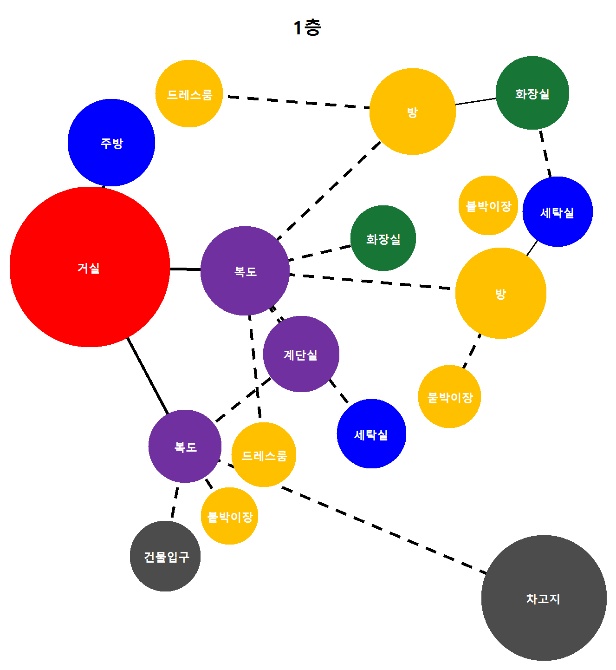 1층
드레스룸
방
화장실
주방
붙박이장
세탁실
화장실
거실
복도
방
계단실
붙박이장
세탁실
복도
드레스룸
붙박이장
건물입구
차고지